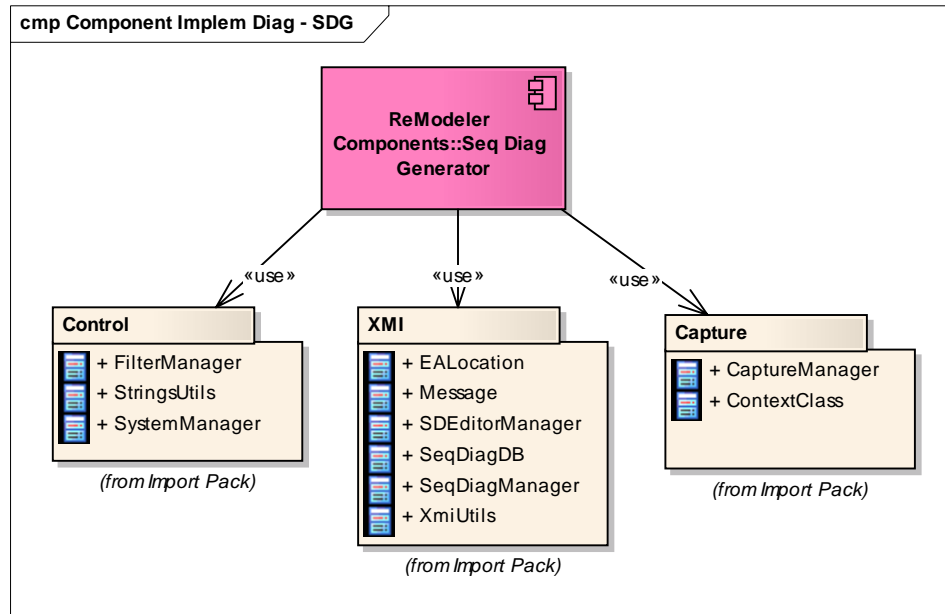 cmp Component Implem Diag - SDG
ReModeler
Components::Seq Diag
Generator
«use»
«use»
«use»
Control
+ FilterManager
+ StringsUtils
+ SystemManager
(from Import Pack)
XMI
+ EALocation
+ Message
+ SDEditorManager
+ SeqDiagDB
+ SeqDiagManager
+ XmiUtils
(from Import Pack)
Capture
+ CaptureManager
+ ContextClass
(from Import Pack)